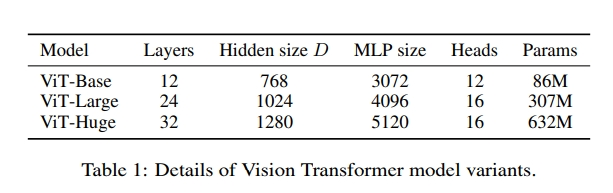 Model Layers Hidden size D MLP size Heads Params
ViT-Base 12 768 3072 12 86M
ViT-Large 24 1024 4096 16 307M
ViT-Huge 32 1280 5120 16 632M
Table 1: Details of Vision Transformer model variants.